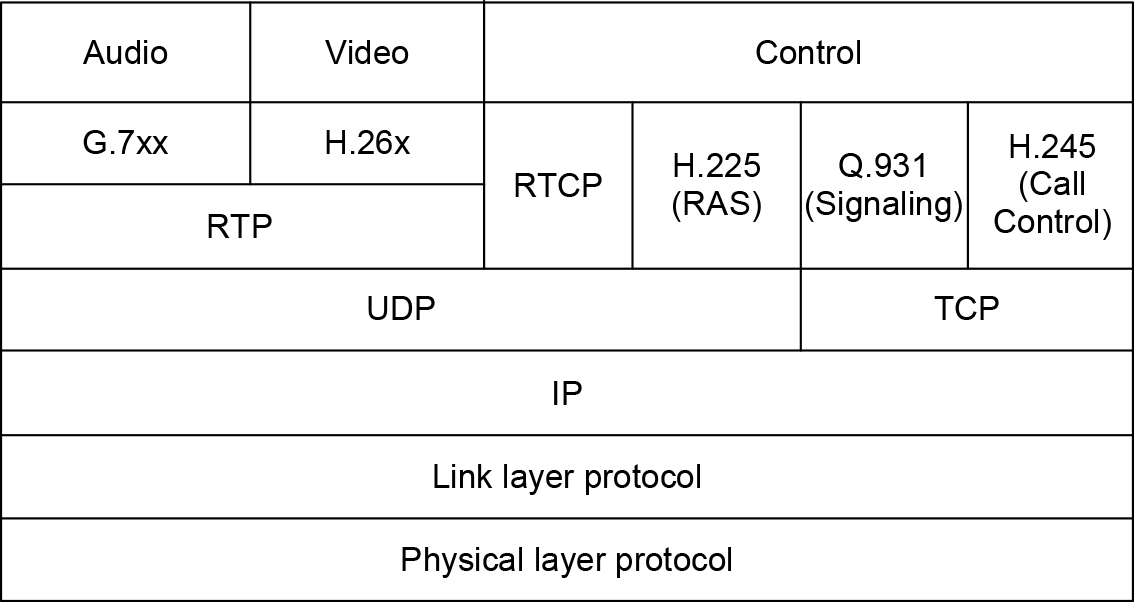 Audio
Video
Control
G.7xx
H.26x
RTP
RTCP
H.225
(RAS)
Q.931
(Signaling)
H.245
(Call
Control)
UDP
TCP
IP
Link layer protocol
Physical layer protocol